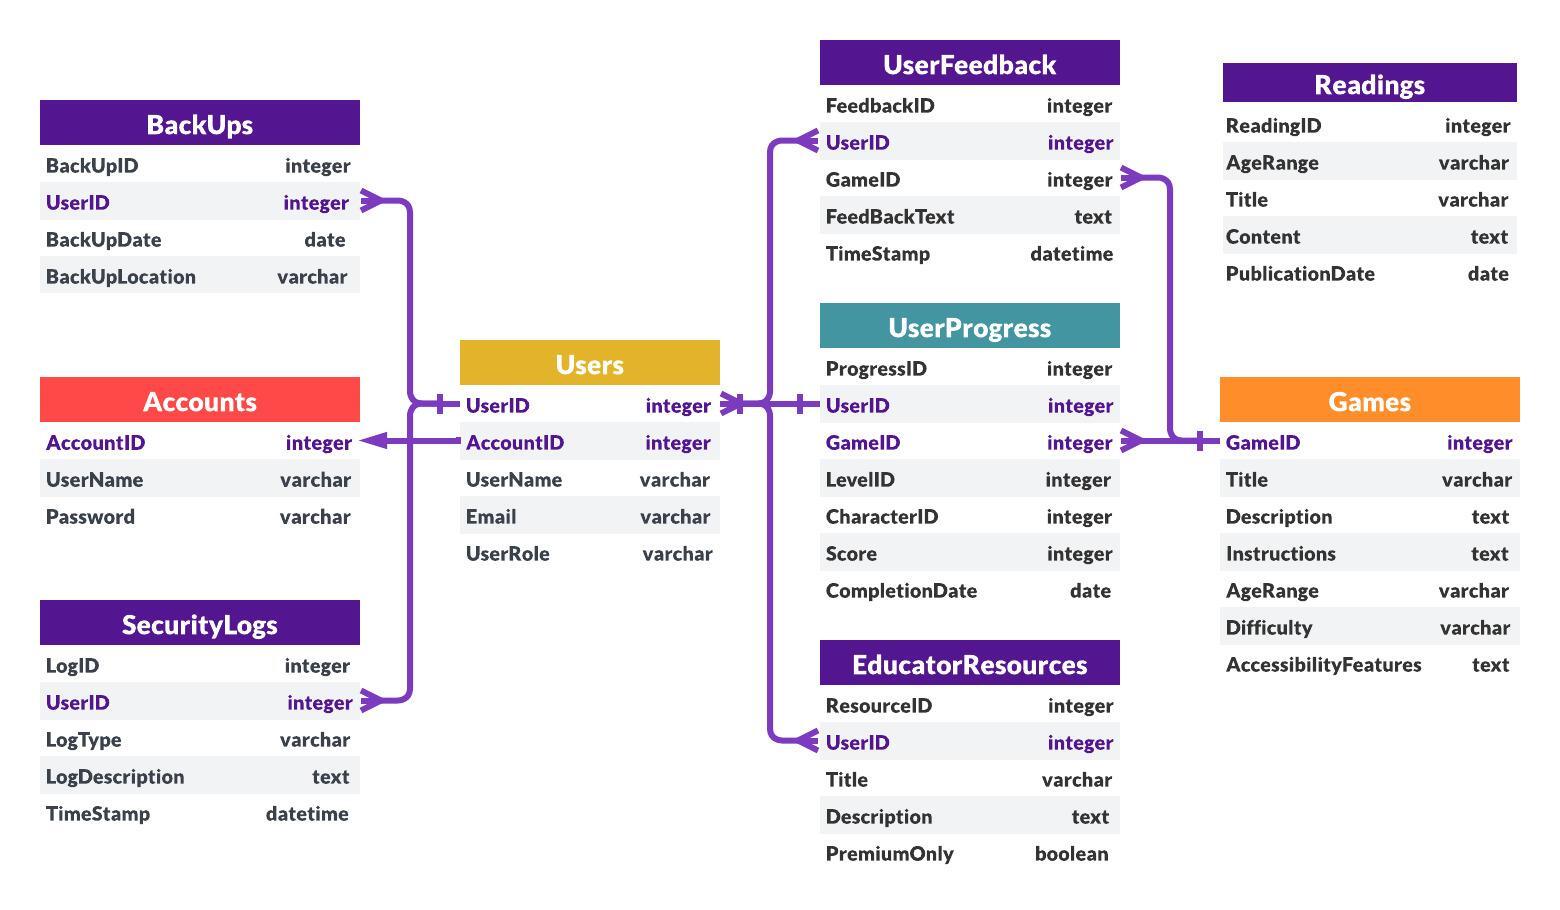 BackUps
BackUpID integer
UserID integer
BackUpDate date
BackUpLocation varchar
Accounts
AccountID integer
UserName varchar
Password varchar
SecurityLogs
LogID integer
UserID integer
LogType varchar
LogDescription text
TimeStamp datetime
Users
UserID integer
AccountID integer
UserName varchar
Email varchar
UserRole varchar
UserFeedback
FeedbackID integer
UserID integer
GameID integer
FeedBackText text
TimeStamp datetime
UserProgress
ProgressID integer
UserID integer
GameID integer
LevelID integer
CharacterID integer
Score integer
CompletionDate date
EducatorResources
ResourceID integer
UserID integer
Title varchar
Description text
PremiumOnly boolean
Readings
ReadingID integer
AgeRange varchar
Title varchar
Content text
PublicationDate date
Games
GameID integer
Title varchar
Description text
Instructions text
AgeRange varchar
Difficulty varchar
AccessibilityFeatures text